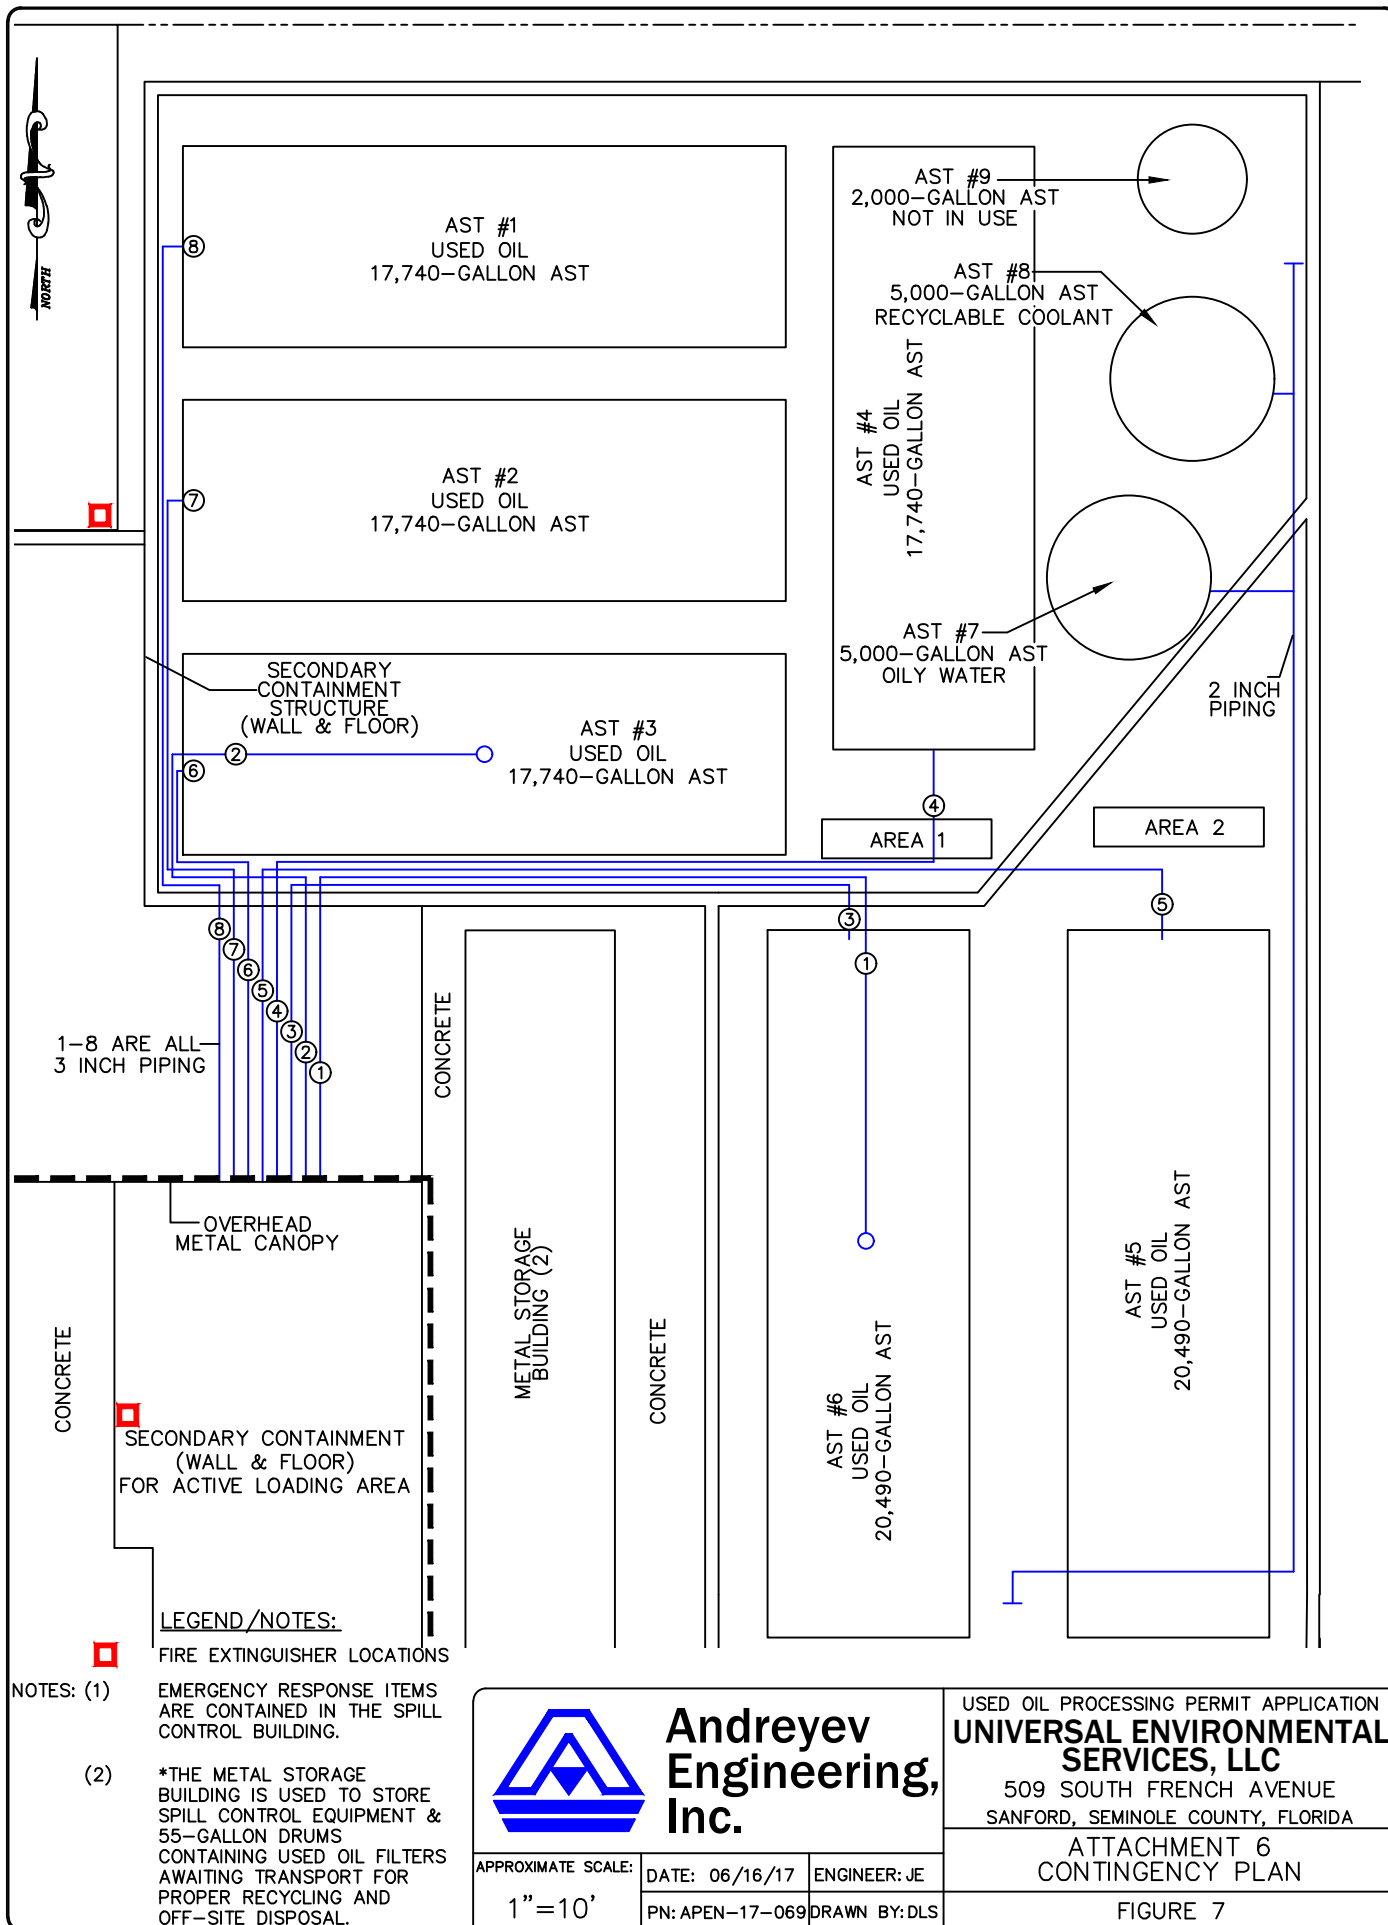 NORTH
AST #1
USED OIL
17,740-GALLON AST
8
AST #2
USED OIL
17,740-GALLON AST
7
SECONDARY
CONTAINMENT
STRUCTURE
(WALL & FLOOR)
AST #3
USED OIL
17,740-GALLON AST
2
6
AST #9
2,000-GALLON AST
NOT IN USE
AST #8
5,000-GALLON AST
RECYCLABLE COOLANT
AST #4
USED OIL
17,740-GALLON AST
AST #7
5,000-GALLON AST
OILY WATER
2 INCH
PIPING
4
AREA 1
AREA 2
3
1
5
8
7
6
5
4
3
2
1
1-8 ARE ALL
3 INCH PIPING
CONCRETE
OVERHEAD
METAL CANOPY
METAL STORAGE
BUILDING (2)
CONCRETE
CONCRETE
AST #6
USED OIL
20,490-GALLON AST
AST #5
USED OIL
20,490-GALLON AST
SECONDARY CONTAINMENT
(WALL & FLOOR)
FOR ACTIVE LOADING AREA
LEGEND/NOTES:
FIRE EXTINGUISHER LOCATIONS
NOTES: (1) EMERGENCY RESPONSE ITEMS
ARE CONTAINED IN THE SPILL
CONTROL BUILDING.
(2) *THE METAL STORAGE
BUILDING IS USED TO STORE
SPILL CONTROL EQUIPMENT &
55-GALLON DRUMS
CONTAINING USED OIL FILTERS
AWAITING TRANSPORT FOR
PROPER RECYCLING AND
OFF-SITE DISPOSAL.
Andreyev
Engineering,
Inc.
APPROXIMATE SCALE:
1"=10'
DATE: 06/16/17
ENGINEER: JE
PN: APEN-17-069
DRAWN BY: DLS
USED OIL PROCESSING PERMIT APPLICATION
UNIVERSAL ENVIRONMENTAL
SERVICES, LLC
509 SOUTH FRENCH AVENUE
SANFORD, SEMINOLE COUNTY, FLORIDA
ATTACHMENT 6
CONTINGENCY PLAN
FIGURE 7